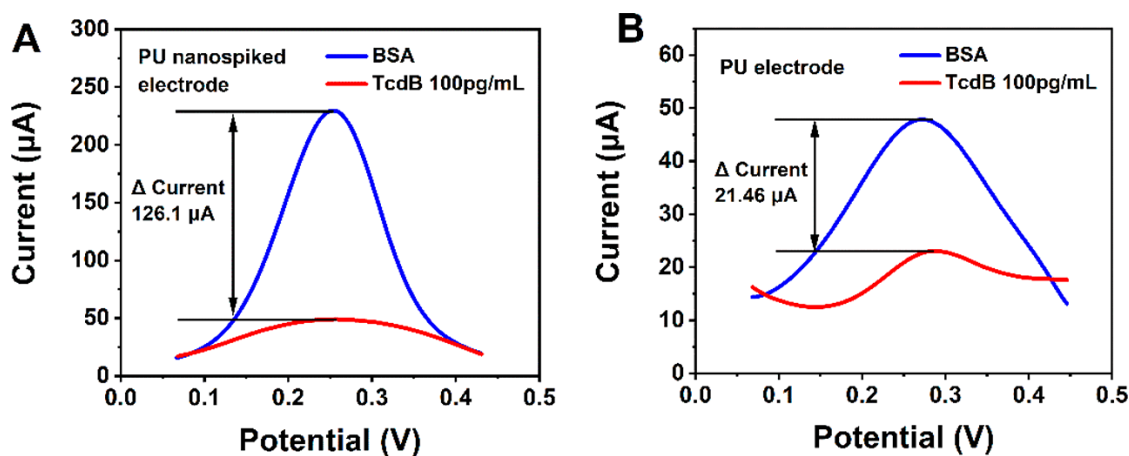 A
PU nanospiked
electrode
BSA
TcdB 100pg/mL
Δ Current
126.1 µA
Current (µA)
300
250
200
150
100
50
0
0.0 0.1 0.2 0.3 0.4 0.5
Potential (V)
B
PU electrode
BSA
TcdB 100pg/mL
Δ Current
21.46 µA
Current (µA)
60
50
40
30
20
10
0
0.0 0.1 0.2 0.3 0.4 0.5
Potential (V)